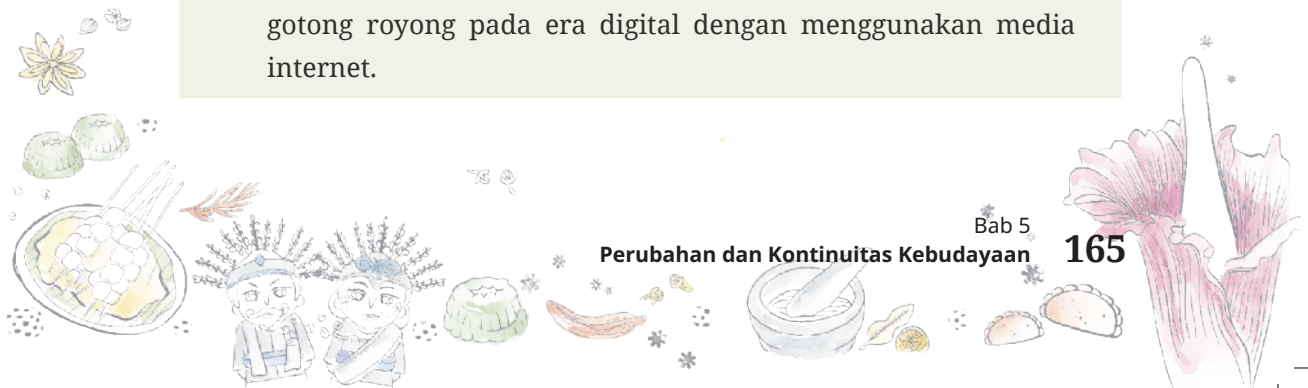 gotong royong pada era digital dengan menggunakan media
internet.
Bab 5
Perubahan dan Kontinuitas Kebudayaan 165